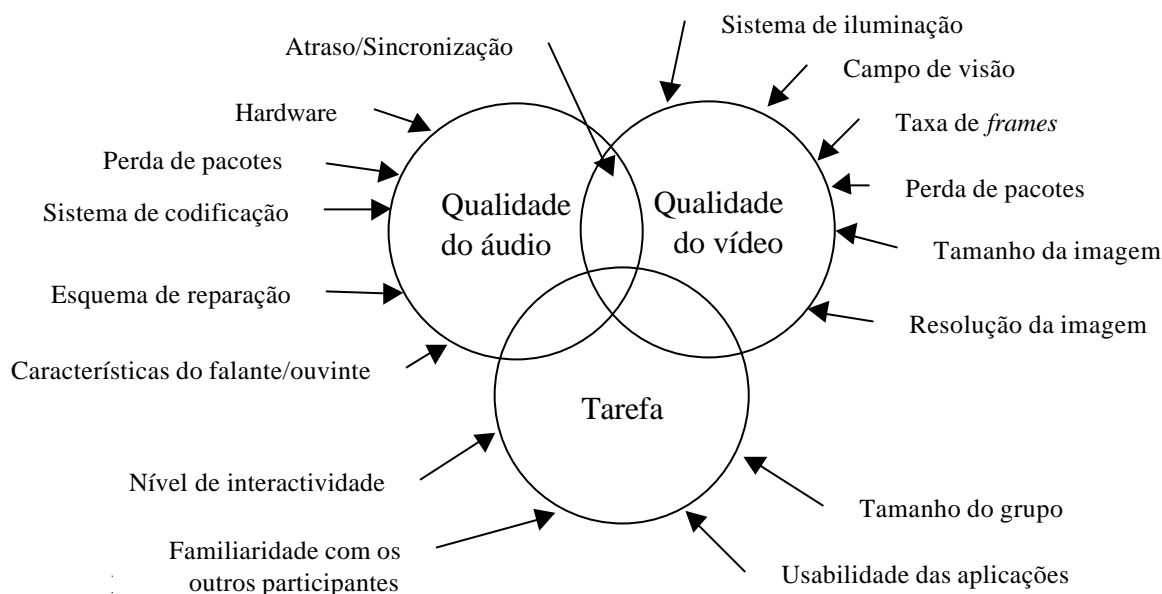 Sistema de iluminação
Atraso/Sincronização
Campo de visão
Hardware
Taxa de frames
Perda de pacotes
Perda de pacotes
Sistema de codificação
Qualidade
do áudio
Qualidade
do vídeo
Tamanho da imagem
Esquema de reparação
Resolução da imagem
Características do falante/ouvinte
Tarefa
Nível de interactividade
Tamanho do grupo
Familiaridade com os
outros participantes
Usabilidade das aplicações